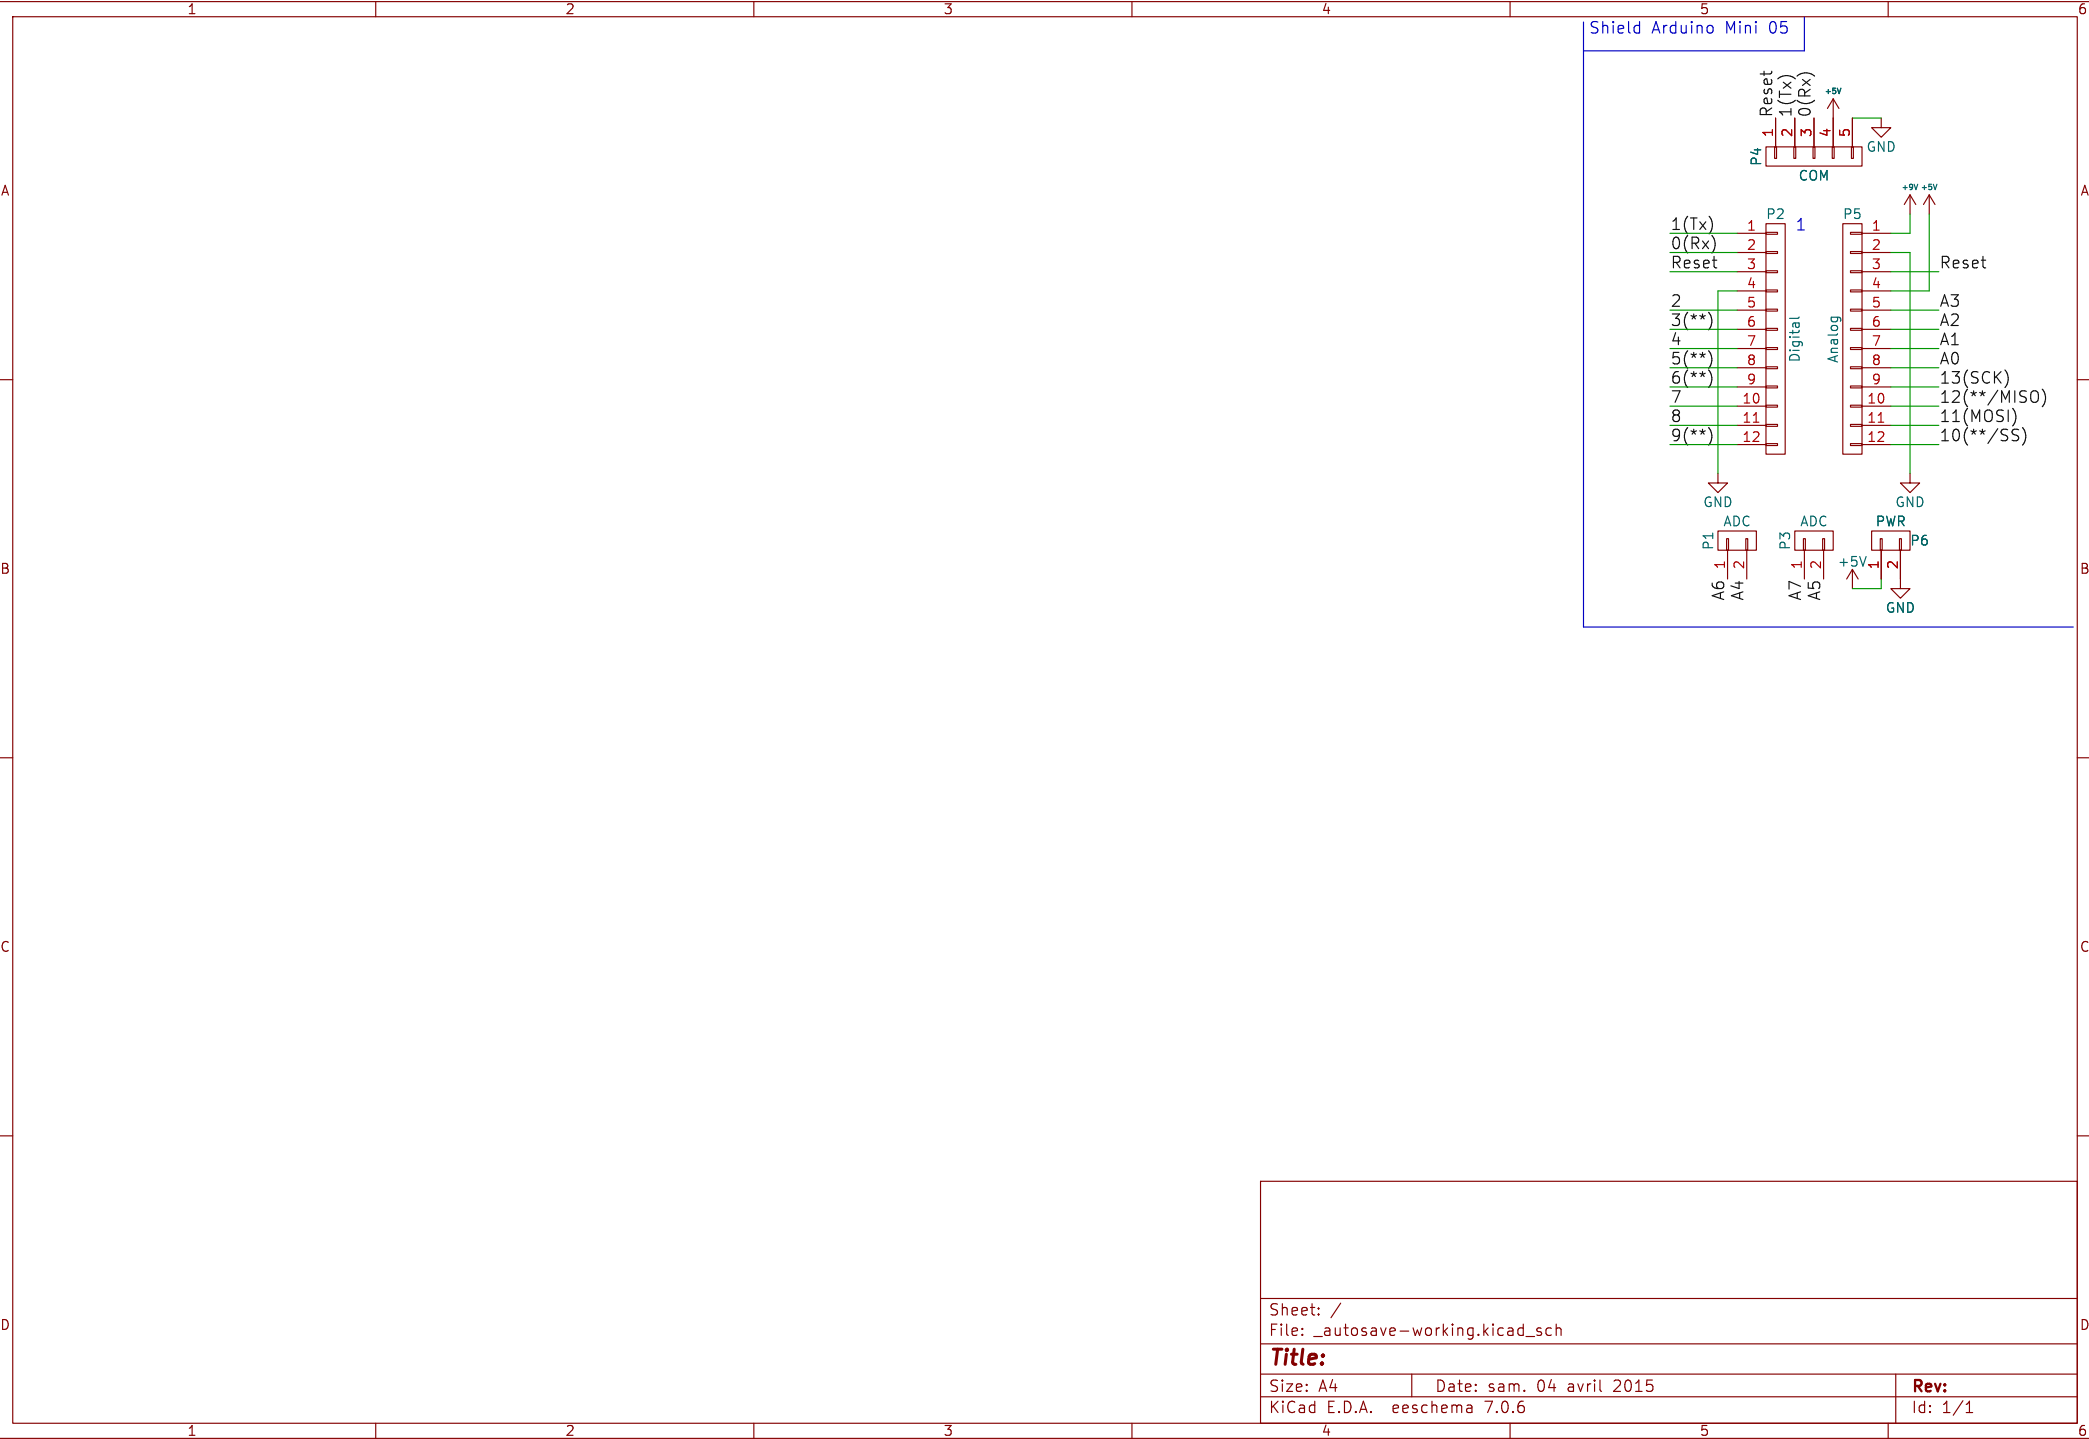 1 2 3 4 5 6
Shield Arduino Mini 05
Reset
1(Tx)
0(Rx)
+5V
1 2 3 4 5
GND
P4
COM
A A
+9V +5V
P2 1 P5
1(Tx) 1 1
0(Rx) 2 2
Reset 3 3 Reset
4 4
2 5 5 A3
3(**) 6 6 A2
4 7 7 A1
5(**) 8 8 A0
6(**) 9 9 13(SCK)
7 10 10 12(**/MISO)
8 11 11 11(MOSI)
9(**) 12 12 10(**/SS)
Digital
Analog
GND GND
ADC ADC PWR
P1 P3 P6
+5V
1 2 1 2 1 2
A6 A4 A7 A5
GND
B B
C C
D D
Sheet: /
File: _autosave-working.kicad_sch
Title:
Size: A4 Date: sam. 04 avril 2015 Rev:
KiCad E.D.A. eeschema 7.0.6 Id: 1/1
1 2 3 4 5 6